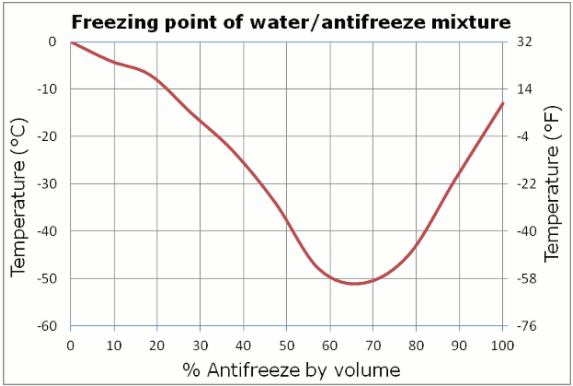 Freezing point of water/antifreeze mixture
Temperature (°C)
0
-10
-20
-30
-40
-50
-60
32
14
-4
-22
-40
-58
-76
Temperature (°F)
0 10 20 30 40 50 60 70 80 90 100
% Antifreeze by volume